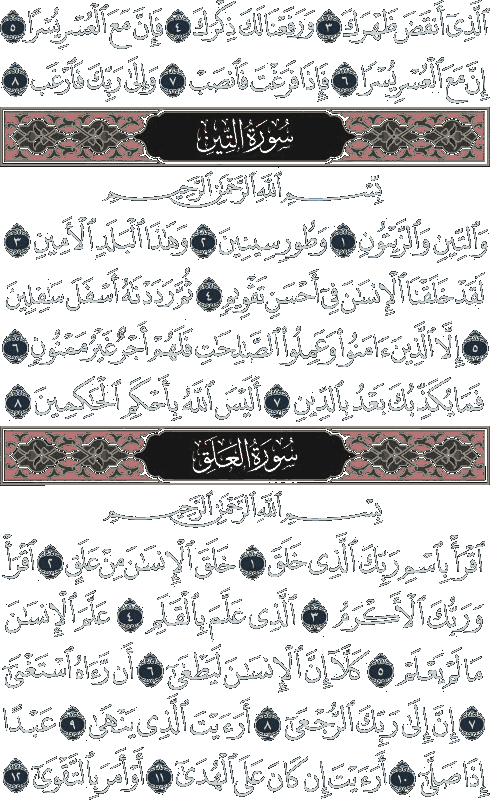 ٱلَّذِىٓ أَنقَضَ ظَهْرَكَ ٣ وَرَفَعْنَا لَكَ ذِكْرَكَ ٤ فَإِنَّ مَعَ ٱلْعُسْرِ يُسْرًا ٥
إِنَّ مَعَ ٱلْعُسْرِ يُسْرًا ٦ فَإِذَا فَرَغْتَ فَٱنصَبْ ٧ وَإِلَىٰ رَبِّكَ فَٱرْغَب ٨
سُورَةُ التِّينِ
بِسْمِ ٱللَّهِ ٱلرَّحْمَٰنِ ٱلرَّحِيمِ
وَٱلتِّينِ وَٱلزَّيْتُونِ ١ وَطُورِ سِينِينَ ٢ وَهَٰذَا ٱلْبَلَدِ ٱلْأَمِينِ ٣
لَقَدْ خَلَقْنَا ٱلْإِنسَٰنَ فِىٓ أَحْسَنِ تَقْوِيمٍ ٤ ثُمَّ رَدَدْنَٰهُ أَسْفَلَ سَٰفِلِينَ
٥ إِلَّا ٱلَّذِينَ ءَامَنُوا۟ وَعَمِلُوا۟ ٱلصَّٰلِحَٰتِ فَلَهُمْ أَجْرٌ غَيْرُ مَمْنُونٍ ٦
فَمَا يُكَذِّبُكَ بَعْدُ بِٱلدِّينِ ٧ أَلَيْسَ ٱللَّهُ بِأَحْكَمِ ٱلْحَٰكِمِينَ ٨
سُورَةُ العَلَقِ
بِسْمِ ٱللَّهِ ٱلرَّحْمَٰنِ ٱلرَّحِيمِ
ٱقْرَأْ بِٱسْمِ رَبِّكَ ٱلَّذِى خَلَقَ ١ خَلَقَ ٱلْإِنسَٰنَ مِنْ عَلَقٍ ٢ ٱقْرَأْ
وَرَبُّكَ ٱلْأَكْرَمُ ٣ ٱلَّذِى عَلَّمَ بِٱلْقَلَمِ ٤ عَلَّمَ ٱلْإِنسَٰنَ
مَا لَمْ يَعْلَمْ ٥ كَلَّآ إِنَّ ٱلْإِنسَٰنَ لَيَطْغَىٰٓ ٦ أَن رَّءَاهُ ٱسْتَغْنَىٰٓ
٧ إِنَّ إِلَىٰ رَبِّكَ ٱلرُّجْعَىٰٓ ٨ أَرَءَيْتَ ٱلَّذِى يَنْهَىٰ ٩ عَبْدًا
إِذَا صَلَّىٰٓ ١٠ أَرَءَيْتَ إِن كَانَ عَلَى ٱلْهُدَىٰٓ ١١ أَوْ أَمَرَ بِٱلتَّقْوَىٰٓ ١٢